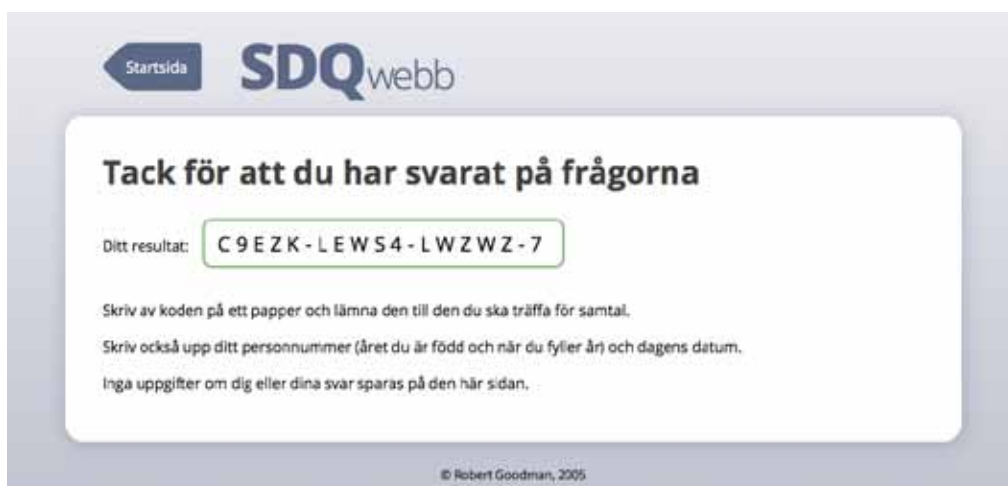 Startsida
SDQwebb
Tack för att du har svarat på frågorna
Ditt resultat: C9EZK-LEWS4-LWZWZ-7
Skriv av koden på ett papper och lämna den till den du ska träffa för samtal.
Skriv också upp ditt personnummer (året du är född och när du fyller år) och dagens datum.
Inga uppgifter om dig eller dina svar sparas på den här sidan.
© Robert Goodman, 2005